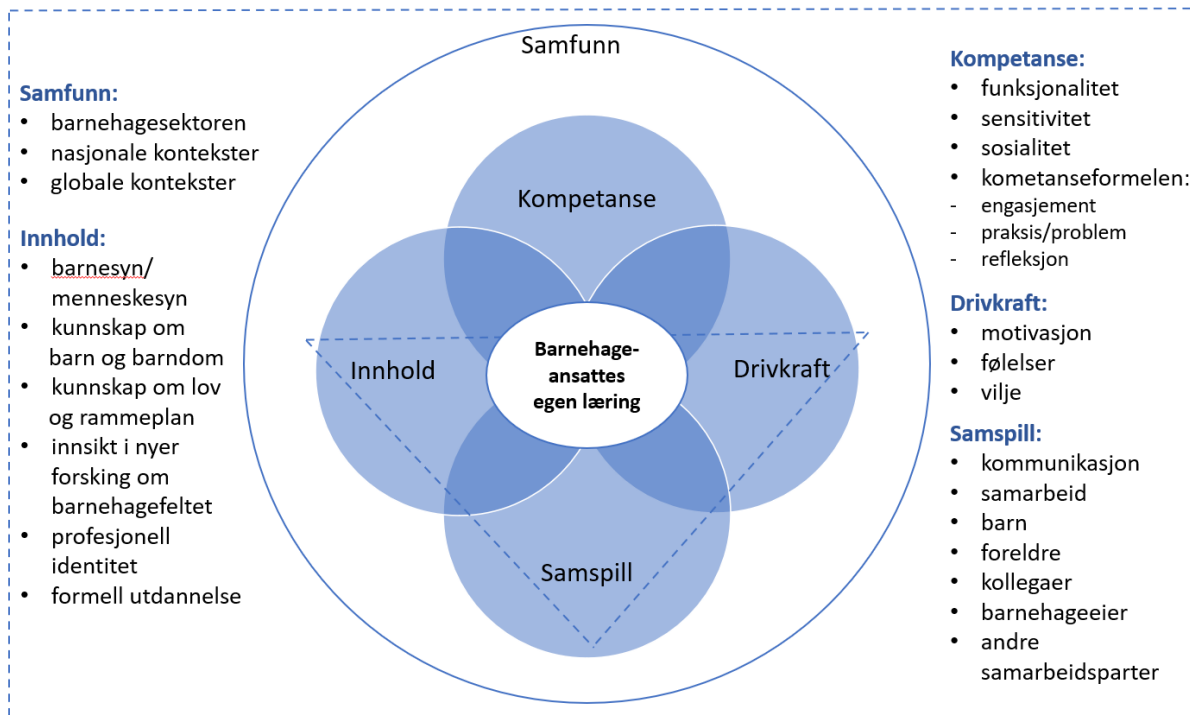 Samfunn:
• barnehagesektoren
• nasjonale kontekster
• globale kontekster
Innhold:
• barnesyn/
menneskesyn
• kunnskap om
barn og barndom
• kunnskap om lov
og rammeplan
• innsikt i nyer
forsking om
barnehagefeltet
• profesjonell
identitet
• formell utdannelse
Samfunn
Kompetanse
Innhold
Barnehage-
ansattes
egen læring
Drivkraft
Samspill
Kompetanse:
• funksjonalitet
• sensitivitet
• sosialitet
• kometanseformelen:
- engasjement
- praksis/problem
- refleksjon
Drivkraft:
• motivasjon
• følelser
• vilje
Samspill:
• kommunikasjon
• samarbeid
• barn
• foreldre
• kollegaer
• barnehageeier
• andre
samarbeidsparter